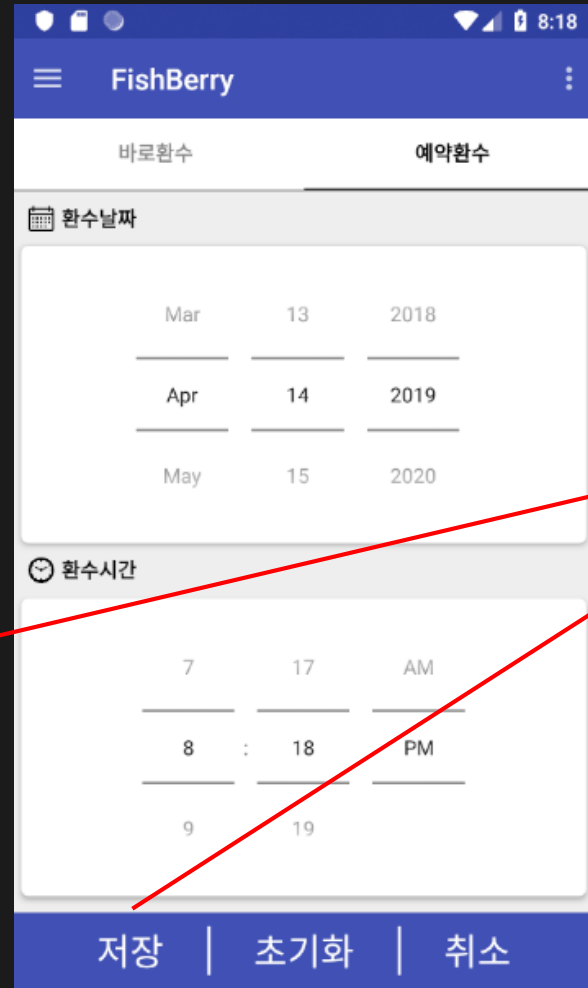 8:18
FishBerry
바로환수 예약환수
환수날짜
Mar 13 2018
Apr 14 2019
May 15 2020
환수시간
7 17 AM
8 : 18 PM
9 19
저장 | 초기화 | 취소